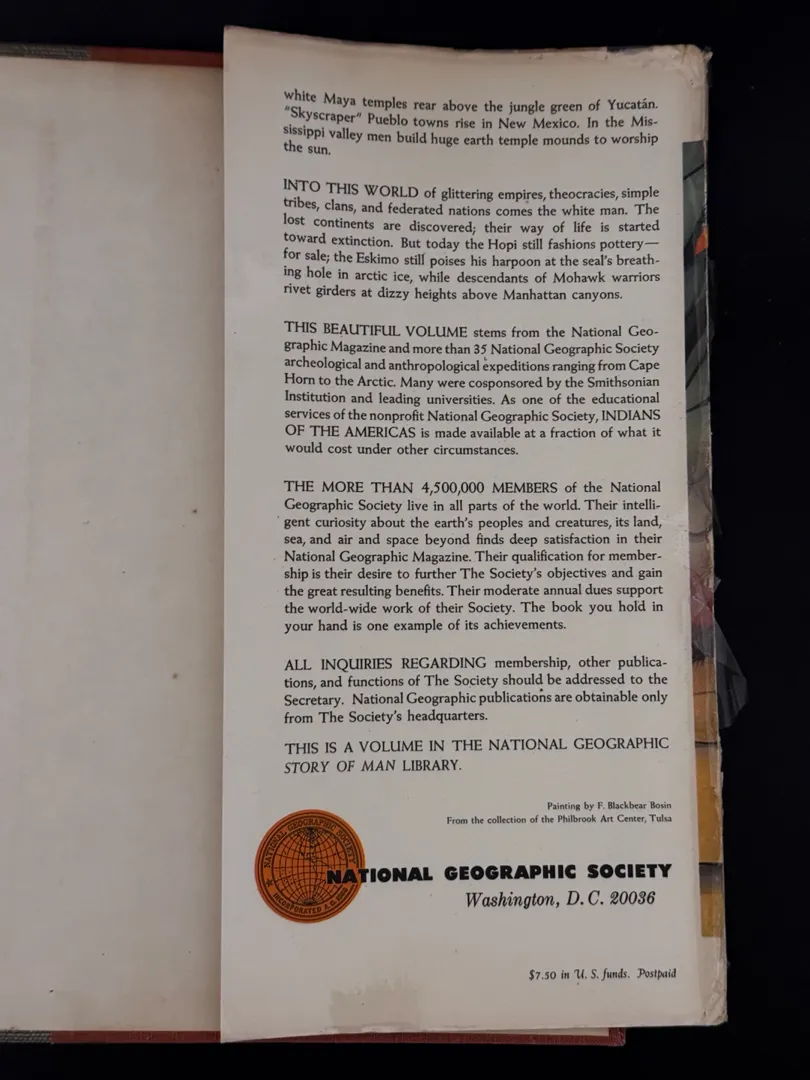 white Maya temples rear above the jungle green of Yucatán.
"Skyscraper" Pueblo towns rise in New Mexico. In the Mis-
sissippi valley men build huge earth temple mounds to worship
the sun.
INTO THIS WORLD of glittering empires, theocracies, simple
tribes, clans, and federated nations comes the white man. The
lost continents are discovered; their way of life is started
toward extinction. But today the Hopi still fashions pottery—
for sale; the Eskimo still poises his harpoon at the seal's breath-
ing hole in arctic ice, while descendants of Mohawk warriors
rivet girders at dizzy heights above Manhattan canyons.
THIS BEAUTIFUL VOLUME stems from the National Geo-
graphic Magazine and more than 35 National Geographic Society
archeological and anthropological expeditions ranging from Cape
Horn to the Arctic. Many were cosponsored by the Smithsonian
Institution and leading universities. As one of the educational
services of the nonprofit National Geographic Society, INDIANS
OF THE AMERICAS is made available at a fraction of what it
would cost under other circumstances.
THE MORE THAN 4,500,000 MEMBERS of the National
Geographic Society live in all parts of the world. Their intelli-
gent curiosity about the earth's peoples and creatures, its land,
sea, and air and space beyond finds deep satisfaction in their
National Geographic Magazine. Their qualification for member-
ship is their desire to further The Society's objectives and gain
the great resulting benefits. Their moderate annual dues support
the world-wide work of their Society. The book you hold in
your hand is one example of its achievements.
ALL INQUIRIES REGARDING membership, other publica-
tions, and functions of The Society should be addressed to the
Secretary. National Geographic publications are obtainable only
from The Society's headquarters.
THIS IS A VOLUME IN THE NATIONAL GEOGRAPHIC
STORY OF MAN LIBRARY.
Painting by F. Blackbear Bosin
From the collection of the Philbrook Art Center, Tulsa
NATIONAL GEOGRAPHIC SOCIETY
INCORPORATED A.D. 1888
NATIONAL GEOGRAPHIC SOCIETY
Washington, D. C. 20036
$7.50 in U. S. funds. Postpaid